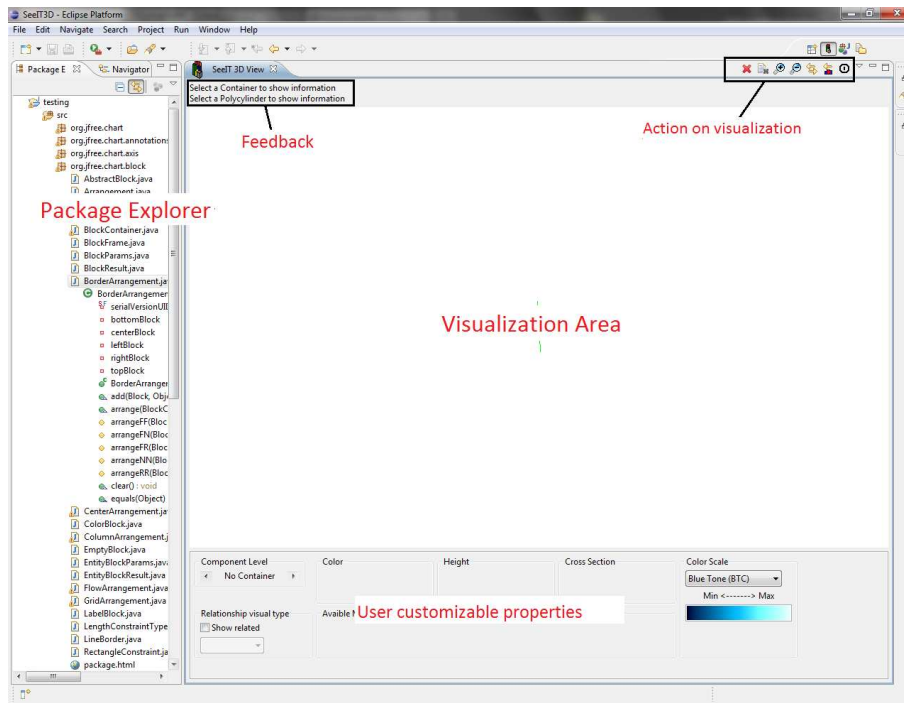 SeeIT3D - Eclipse Platform
File Edit Navigate Search Project Run Window Help
Package E
Navigator
SeeIT 3D View
Select a Container to show information
Select a Polycylinder to show information
Feedback
Action on visualization
testing
src
org.jfree.chart
org.jfree.chart.annotation
org.jfree.chart.axis
org.jfree.chart.block
AbstractBlock.java
Arrangement.java
Package Explorer
BlockContainer.java
BlockFrame.java
BlockParams.java
BlockResult.java
BorderArrangement.ja
BorderArrangemer
serialVersionUID
bottomBlock
centerBlock
leftBlock
rightBlock
topBlock
BorderArranger
add(Block, Obje
arrange(BlockC
arrangeFF(Bloc
arrangeFN(Bloc
arrangeFR(Bloc
arrangeNN(Blo
arrangeRR(Bloc
clear() : void
equals(Object)
CenterArrangement.ja
ColorBlock.java
ColumnArrangement.j
EmptyBlock.java
EntityBlockParams.java
EntityBlockResult.java
FlowArrangement.java
GridArrangement.java
LabelBlock.java
LengthConstraintType
LineBorder.java
RectangleConstraint.ja
package.html
Visualization Area
Component Level
No Container
Color
Height
Cross Section
Color Scale
Blue Tone (BTC)
Min <-------> Max
Relationship visual type
Show related
Avaible
User customizable properties